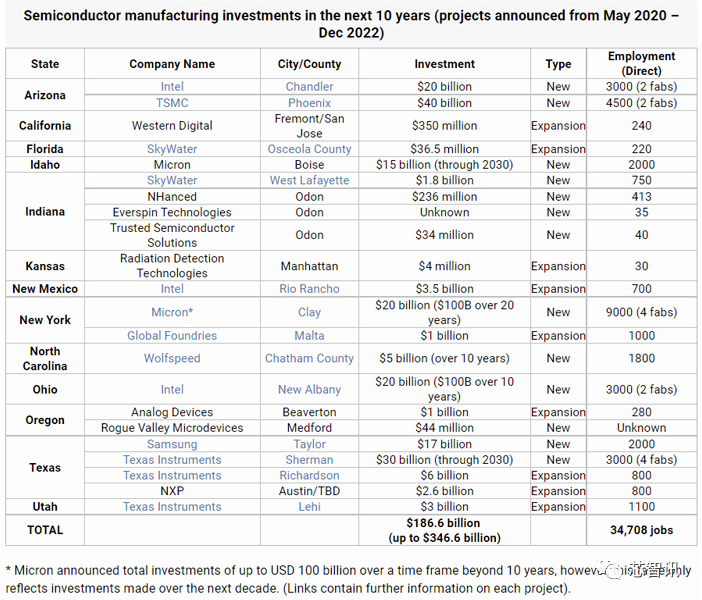 Semiconductor manufacturing investments in the next 10 years (projects announced from May 2020 –
Dec 2022)
State Company Name City/County Investment Type Employment (Direct)
Arizona Intel Chandler $20 billion New 3000 (2 fabs)
TSMC Phoenix $40 billion New 4500 (2 fabs)
California Western Digital Fremont/San Jose $350 million Expansion 240
Florida SkyWater Osceola County $36.5 million Expansion 220
Idaho Micron Boise $15 billion (through 2030) New 2000
Indiana SkyWater West Lafayette $1.8 billion New 750
NHanced Odon $236 million New 413
Everspin Technologies Odon Unknown New 35
Trusted Semiconductor Solutions Odon $34 million New 40
Kansas Radiation Detection Technologies Manhattan $4 million Expansion 30
New Mexico Intel Rio Rancho $3.5 billion Expansion 700
New York Micron* Clay $20 billion ($100B over 20 years) New 9000 (4 fabs)
Global Foundries Malta $1 billion Expansion 1000
North Carolina Wolfspeed Chatham County $5 billion (over 10 years) New 1800
Ohio Intel New Albany $20 billion ($100B over 10 years) New 3000 (2 fabs)
Oregon Analog Devices Beaverton $1 billion Expansion 280
Rogue Valley Microdevices Medford $44 million New Unknown
Texas Samsung Taylor $17 billion New 2000
Texas Instruments Sherman $30 billion (through 2030) New 3000 (4 fabs)
Texas Instruments Richardson $6 billion Expansion 800
NXP Austin/TBD $2.6 billion Expansion 800
Utah Texas Instruments Lehi $3 billion Expansion 1100
TOTAL $186.6 billion (up to $346.6 billion) 34,708 jobs
* Micron announced total investments of up to USD 100 billion over a time frame beyond 10 years,
reflects investments made over the next decade. (Links contain further information on each project).
芯智讯